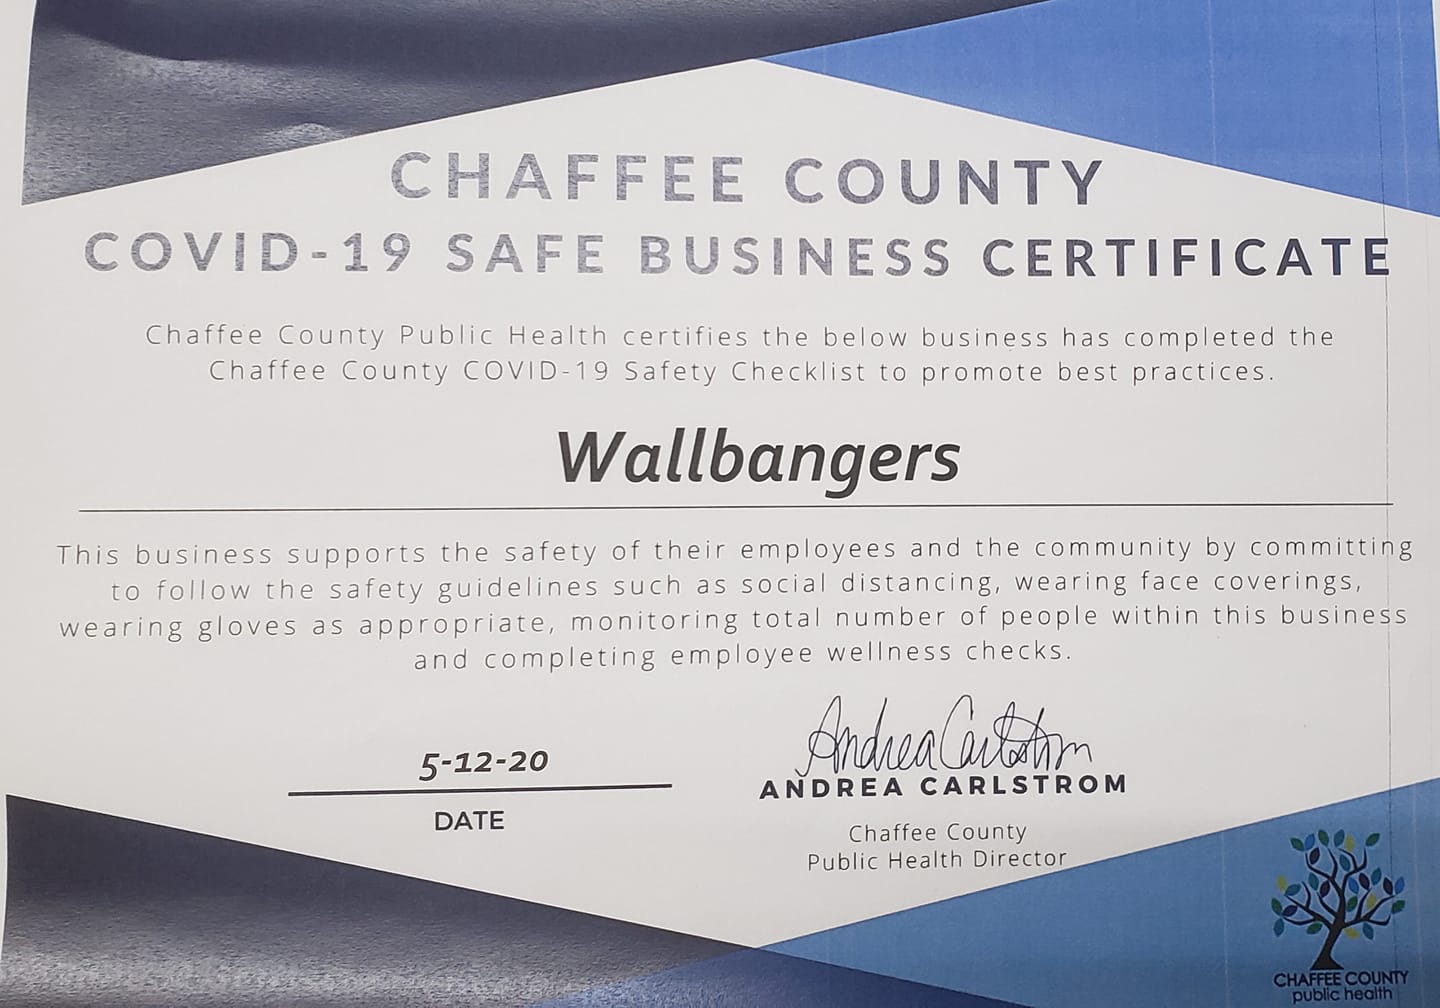 CHAFFEE COUNTY
COVID-19 SAFE BUSINESS CERTIFICATE
Chaffee County Public Health certifies the below business has completed the
Chaffee County COVID-19 Safety Checklist to promote best practices.
Wallbangers
This business supports the safety of their employees and the community by committing
to follow the safety guidelines such as social distancing, wearing face coverings,
wearing gloves as appropriate, monitoring total number of people within this business
and completing employee wellness checks.
5-12-20
DATE
Andrea Carlstrom
ANDREA CARLSTROM
Chaffee County
Public Health Director
CHAFFEE COUNTY
public health